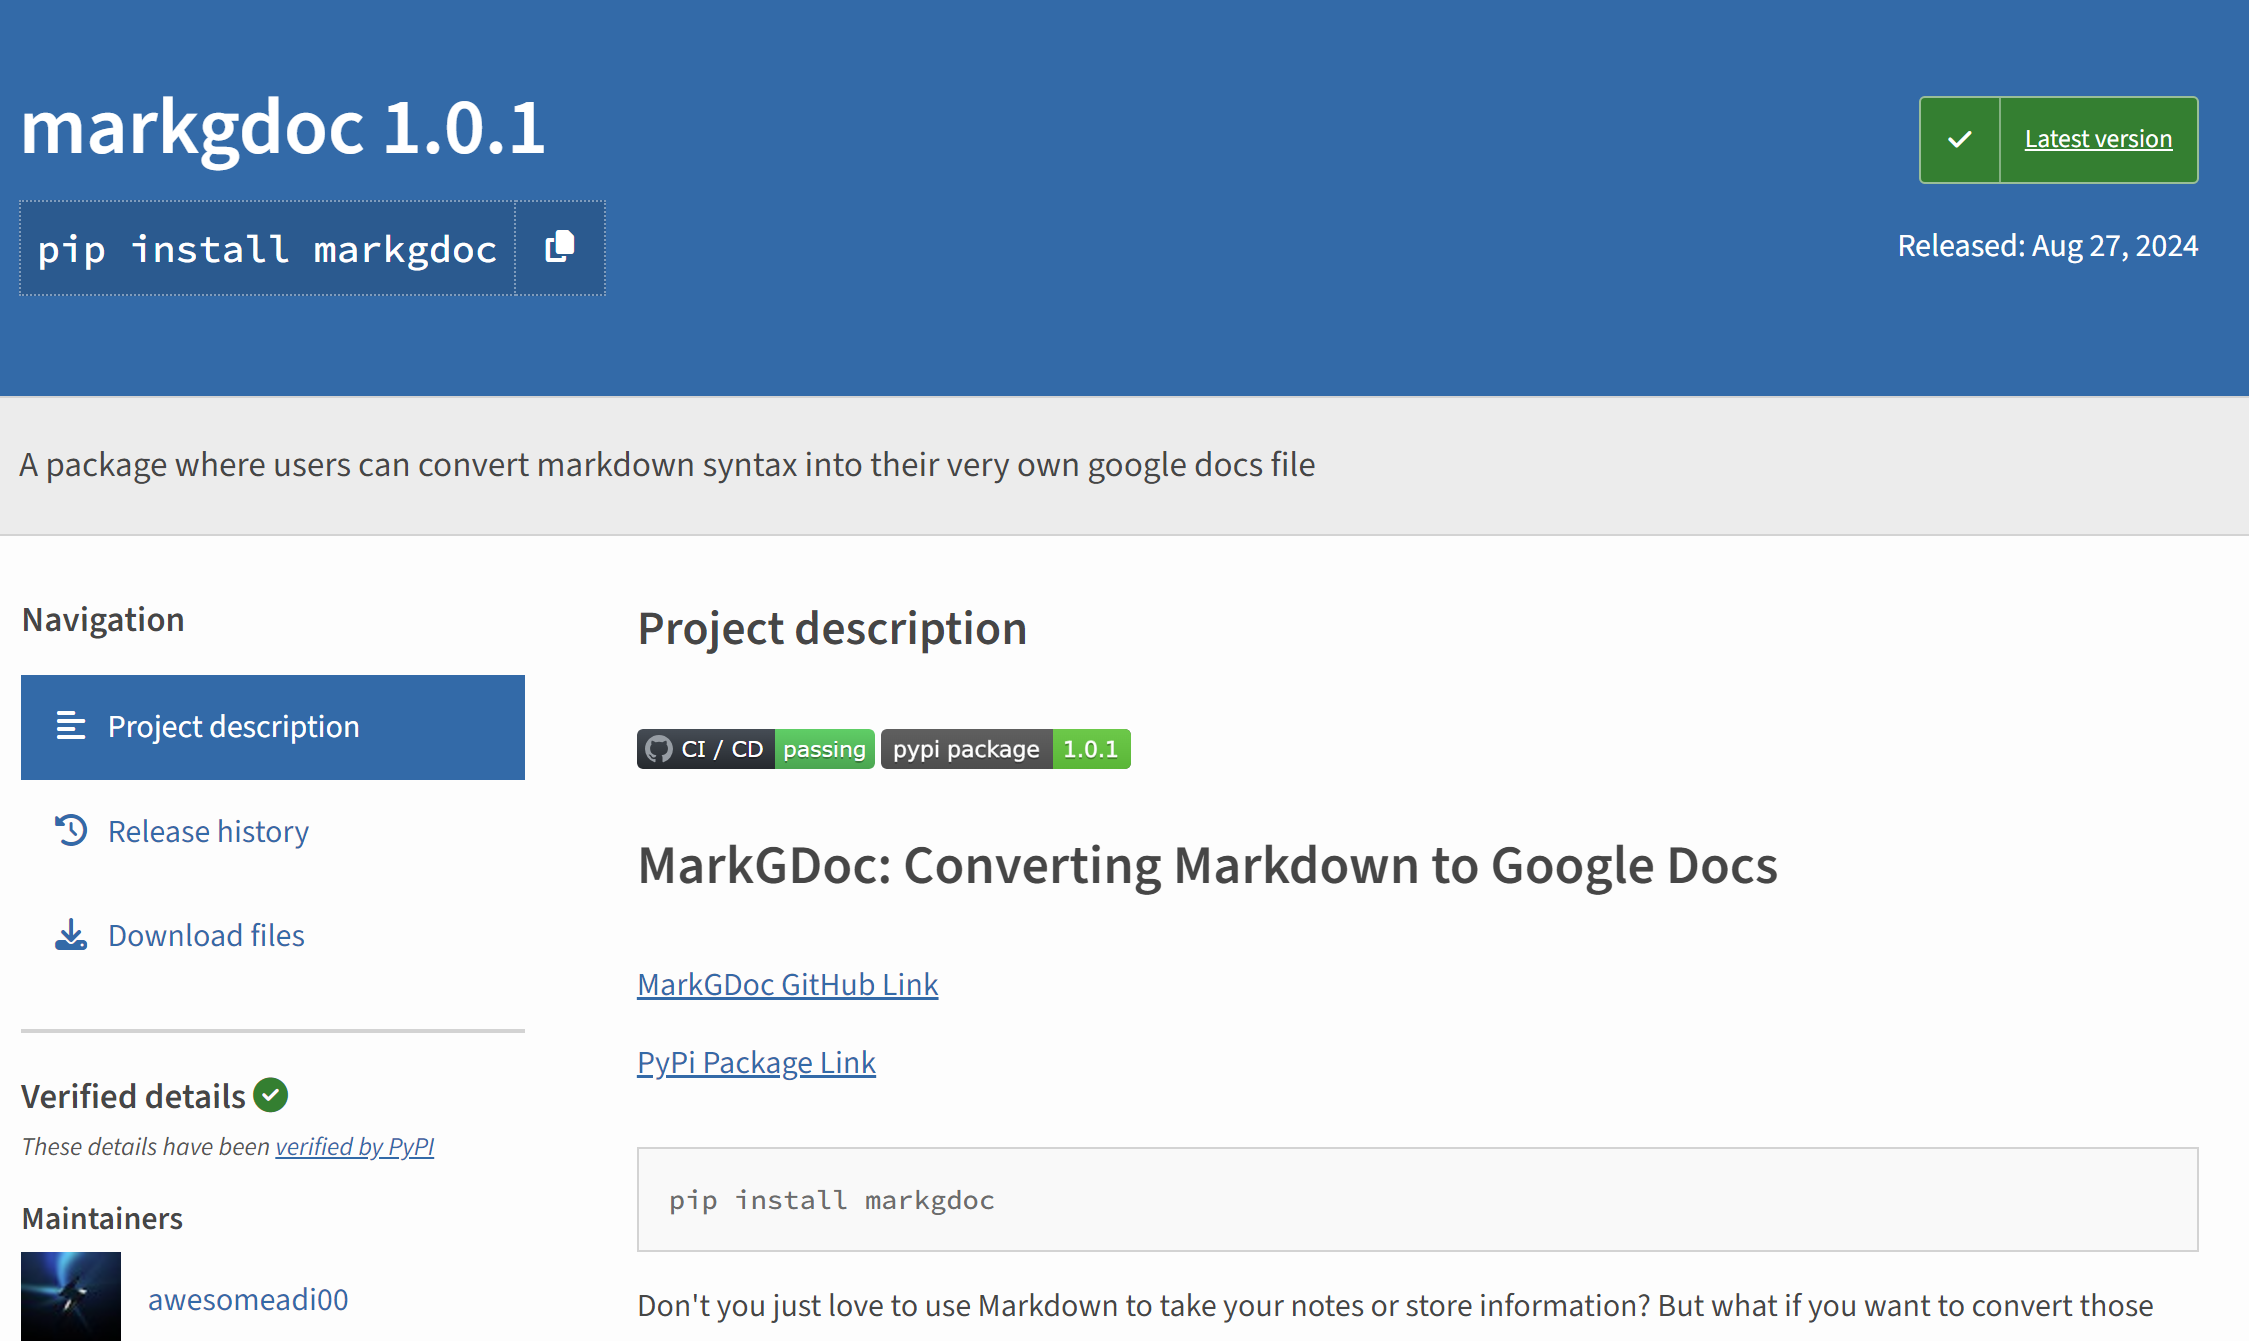 markgdoc 1.0.1
pip install markgdoc
Latest version
Released: Aug 27, 2024
A package where users can convert markdown syntax into their very own google docs file
Navigation
Project description
Release history
Download files
Verified details
These details have been verified by PyPI
Maintainers
awesomeadi00
Project description
CI / CD passing pypi package 1.0.1
MarkGDoc: Converting Markdown to Google Docs
MarkGDoc GitHub Link
PyPi Package Link
pip install markgdoc
Don't you just love to use Markdown to take your notes or store information? But what if you want to convert those